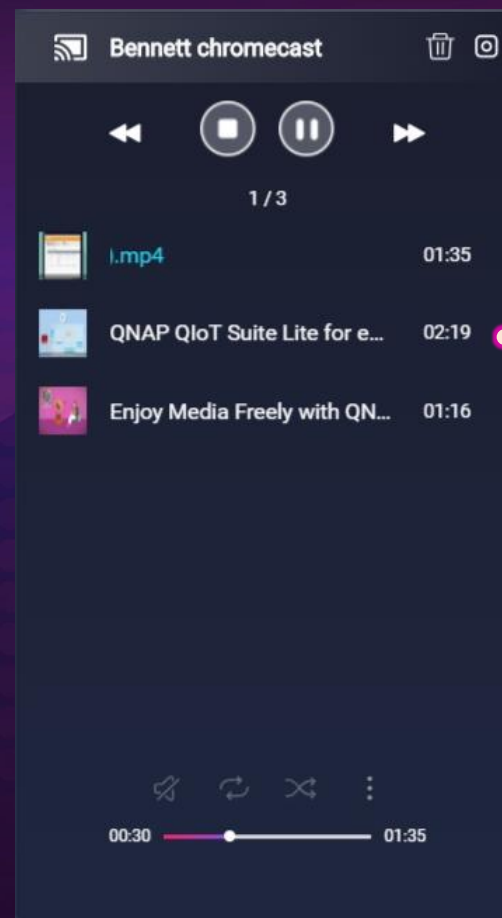 Bennett chromecast
1 / 3
).mp4 01:35
QNAP QIoT Suite Lite for e... 02:19
Enjoy Media Freely with QN... 01:16
00:30 01:35